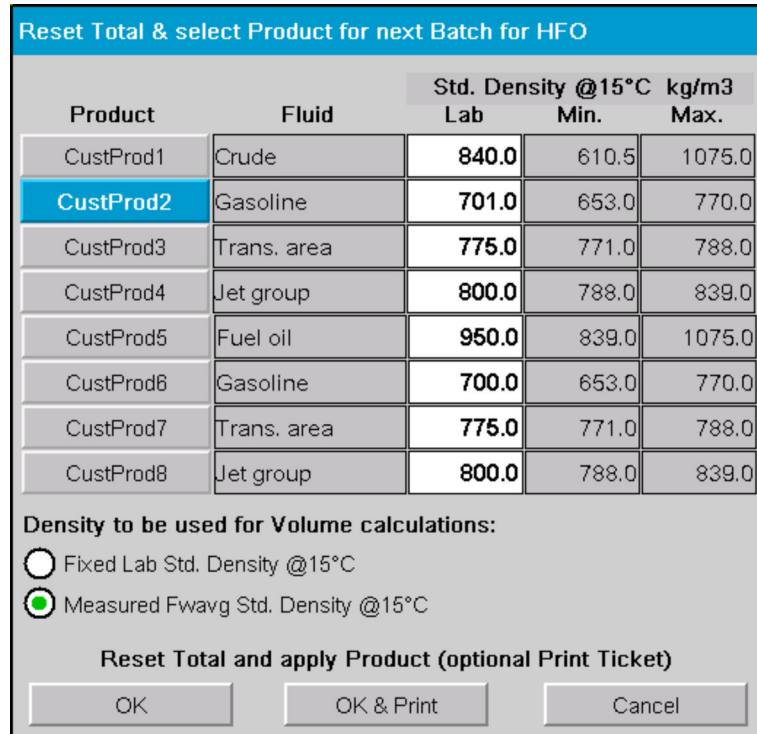 Reset Total & select Product for next Batch for HFO
Std. Density @15°C kg/m3
Product Fluid Lab Min. Max.
CustProd1 Crude 840.0 610.5 1075.0
CustProd2 Gasoline 701.0 653.0 770.0
CustProd3 Trans. area 775.0 771.0 788.0
CustProd4 Jet group 800.0 788.0 839.0
CustProd5 Fuel oil 950.0 839.0 1075.0
CustProd6 Gasoline 700.0 653.0 770.0
CustProd7 Trans. area 775.0 771.0 788.0
CustProd8 Jet group 800.0 788.0 839.0
Density to be used for Volume calculations:
Fixed Lab Std. Density @15°C
Measured Fwavg Std. Density @15°C
Reset Total and apply Product (optional Print Ticket)
OK OK & Print Cancel